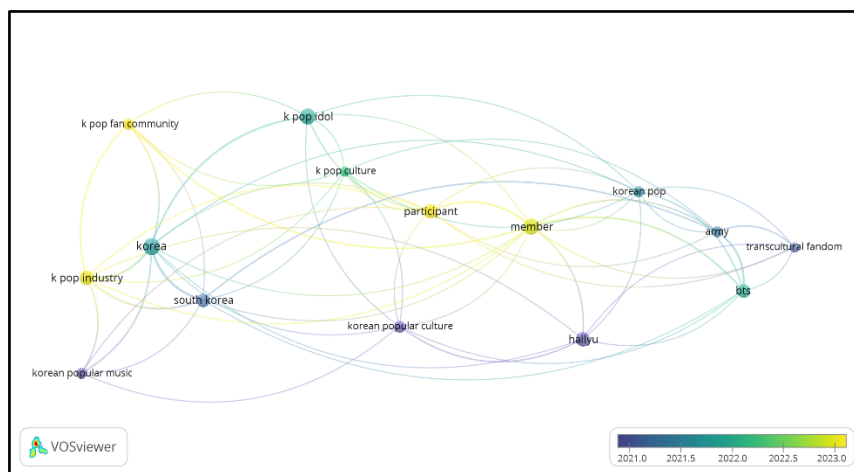 k pop idol
k pop fan community
k pop culture
korean pop
participant
member
army
korea
transcultural fandom
k pop industry
bts
south korea
korean popular culture
hallyu
korean popular music
VOSviewer
2021.0 2021.5 2022.0 2022.5 2023.0